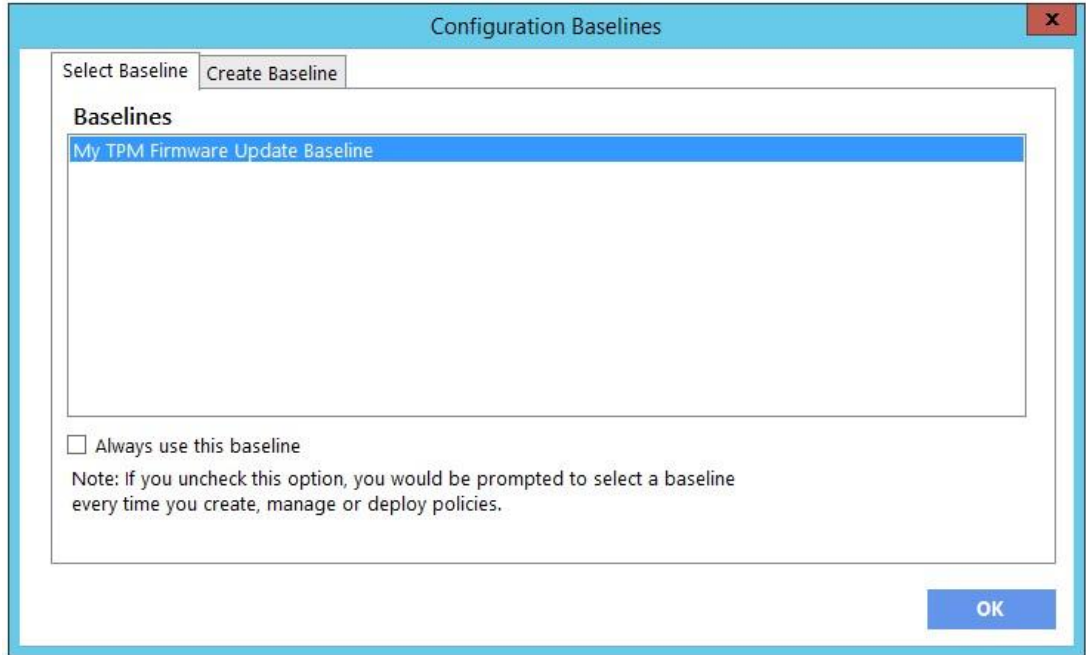 Configuration Baselines
x
Select Baseline
Create Baseline
Baselines
My TPM Firmware Update Baseline
Always use this baseline
Note: If you uncheck this option, you would be prompted to select a baseline
every time you create, manage or deploy policies.
OK